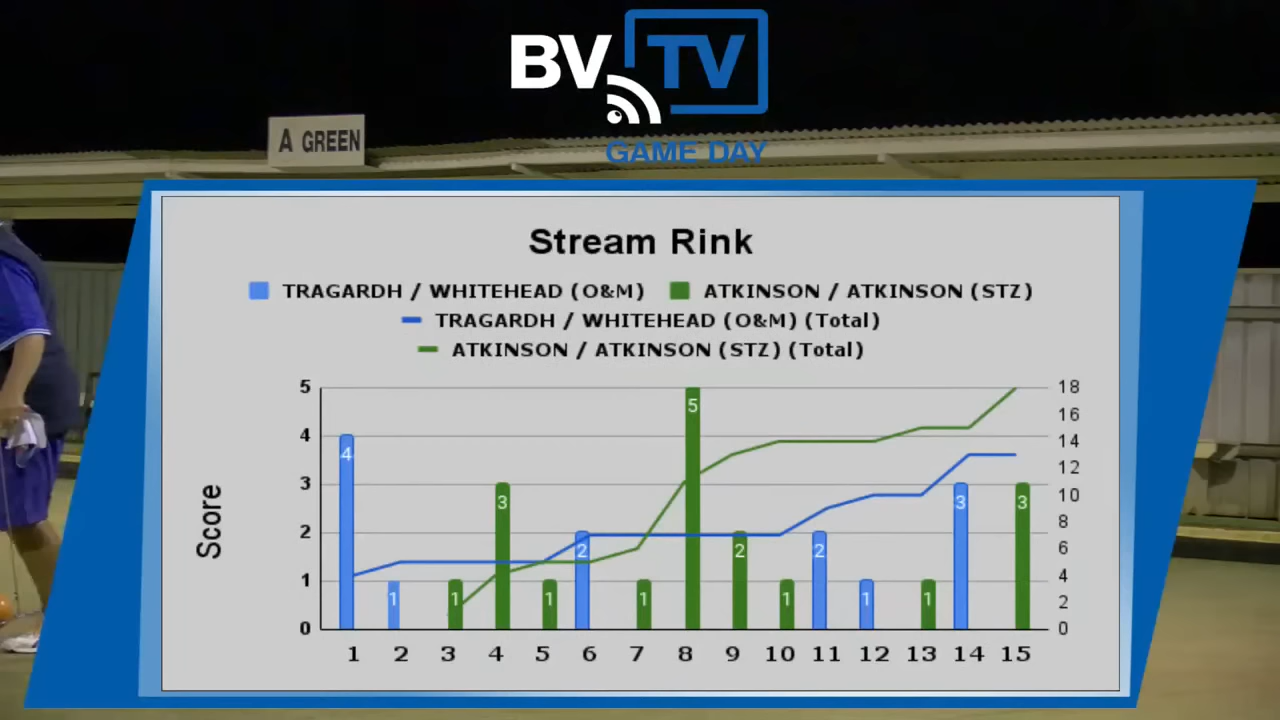 BV TV
GAME DAY
A GREEN
Stream Rink
TRAGARDH / WHITEHEAD (O&M) ATKINSON / ATKINSON (STZ)
TRAGARDH / WHITEHEAD (O&M) (Total)
ATKINSON / ATKINSON (STZ) (Total)
Score
5 18
16
4 14
12
3 10
8
2 6
1 4
2
0 0
4 1 1 3 1 2 1 5 2 1 2 1 1 3 3
1 2 3 4 5 6 7 8 9 10 11 12 13 14 15